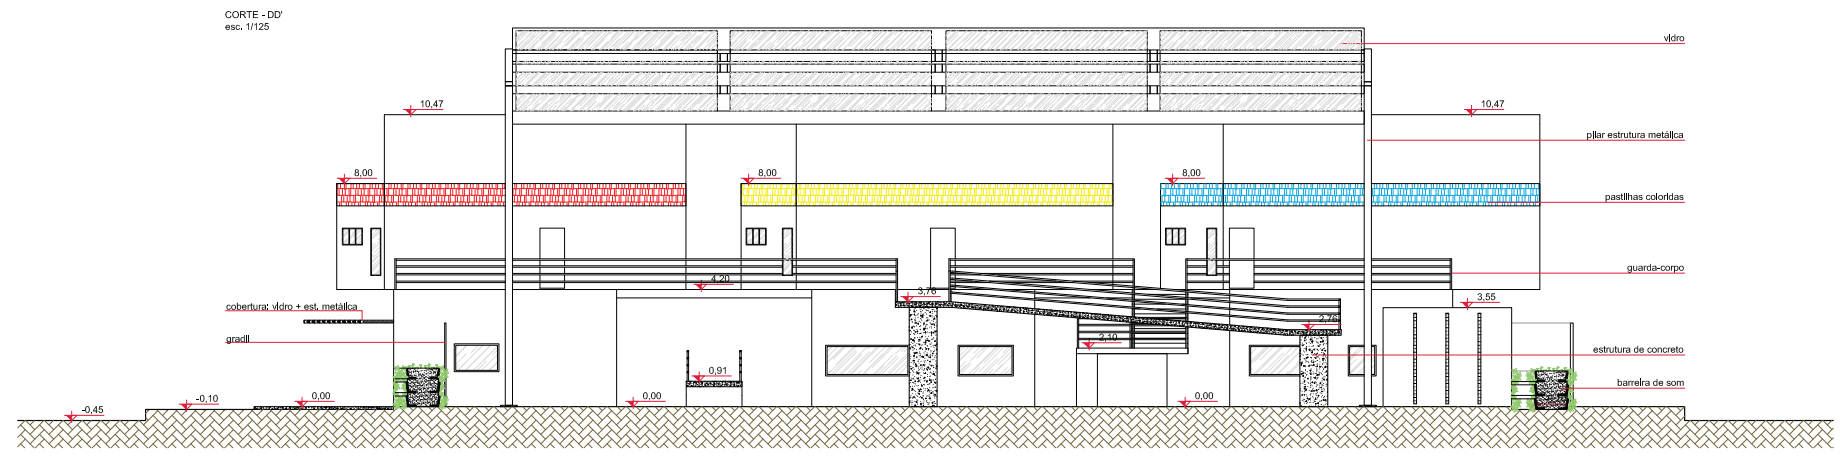 CORTE - DD'
esc. 1/125
vidro
10,47
10,47
pilar estrutura metálica
8,00
8,00
8,00
pastilhas coloridas
guarda-corpo
4,20
3,76
3,55
cobertura: vidro + est. metálica
2,76
gradil
2,10
estrutura de concreto
0,91
barreira de som
0,00
0,00
0,00
-0,10
-0,45